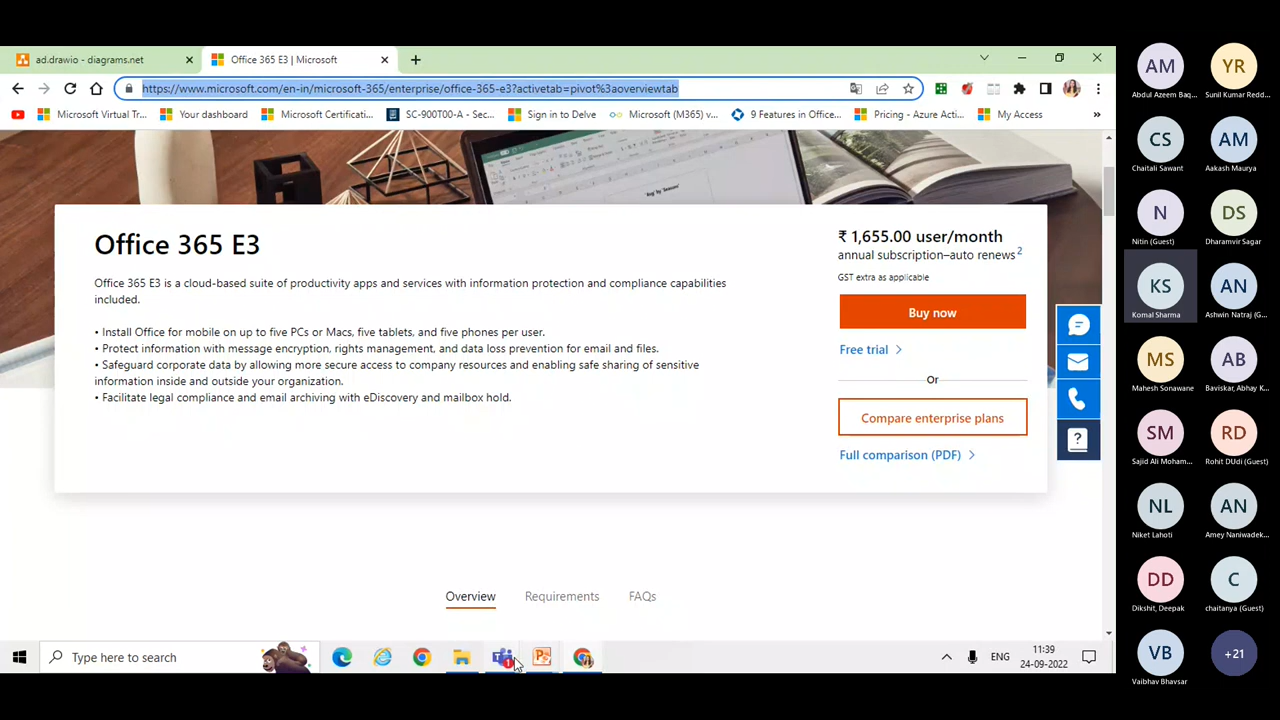 ad.drawio - diagrams.net
Office 365 E3 | Microsoft
https://www.microsoft.com/en-in/microsoft-365/enterprise/office-365-e3?activetab=pivot%3aoverviewtab
Microsoft Virtual Tr...
Your dashboard
Microsoft Certificati...
SC-900T00-A - Sec...
Sign in to Delve
Microsoft (M365) v...
9 Features in Office...
Pricing - Azure Acti...
My Access
»
Office 365 E3
Office 365 E3 is a cloud-based suite of productivity apps and services with information protection and compliance capabilities
included.
• Install Office for mobile on up to five PCs or Macs, five tablets, and five phones per user.
• Protect information with message encryption, rights management, and data loss prevention for email and files.
• Safeguard corporate data by allowing more secure access to company resources and enabling safe sharing of sensitive
information inside and outside your organization.
• Facilitate legal compliance and email archiving with eDiscovery and mailbox hold.
₹ 1,655.00 user/month
annual subscription–auto renews 2
GST extra as applicable
Buy now
Free trial
Or
Compare enterprise plans
Full comparison (PDF)
Overview
Requirements
FAQs
Type here to search
1
ENG
11:39
24-09-2022
AM
Abdul Azeem Baq...
YR
Sunil Kumar Redd...
CS
Chaitali Sawant
AM
Aakash Maurya
N
Nitin (Guest)
DS
Dharamvir Sagar
KS
Komal Sharma
AN
Ashwin Natraj (G...
MS
Mahesh Sonawane
AB
Baviskar, Abhay K...
SM
Sajid Ali Moham...
RD
Rohit DUdi (Guest)
NL
Niket Lahoti
AN
Amey Naniwadek...
DD
Dikshit, Deepak
C
chaitanya (Guest)
VB
Vaibhav Bhavsar
+21